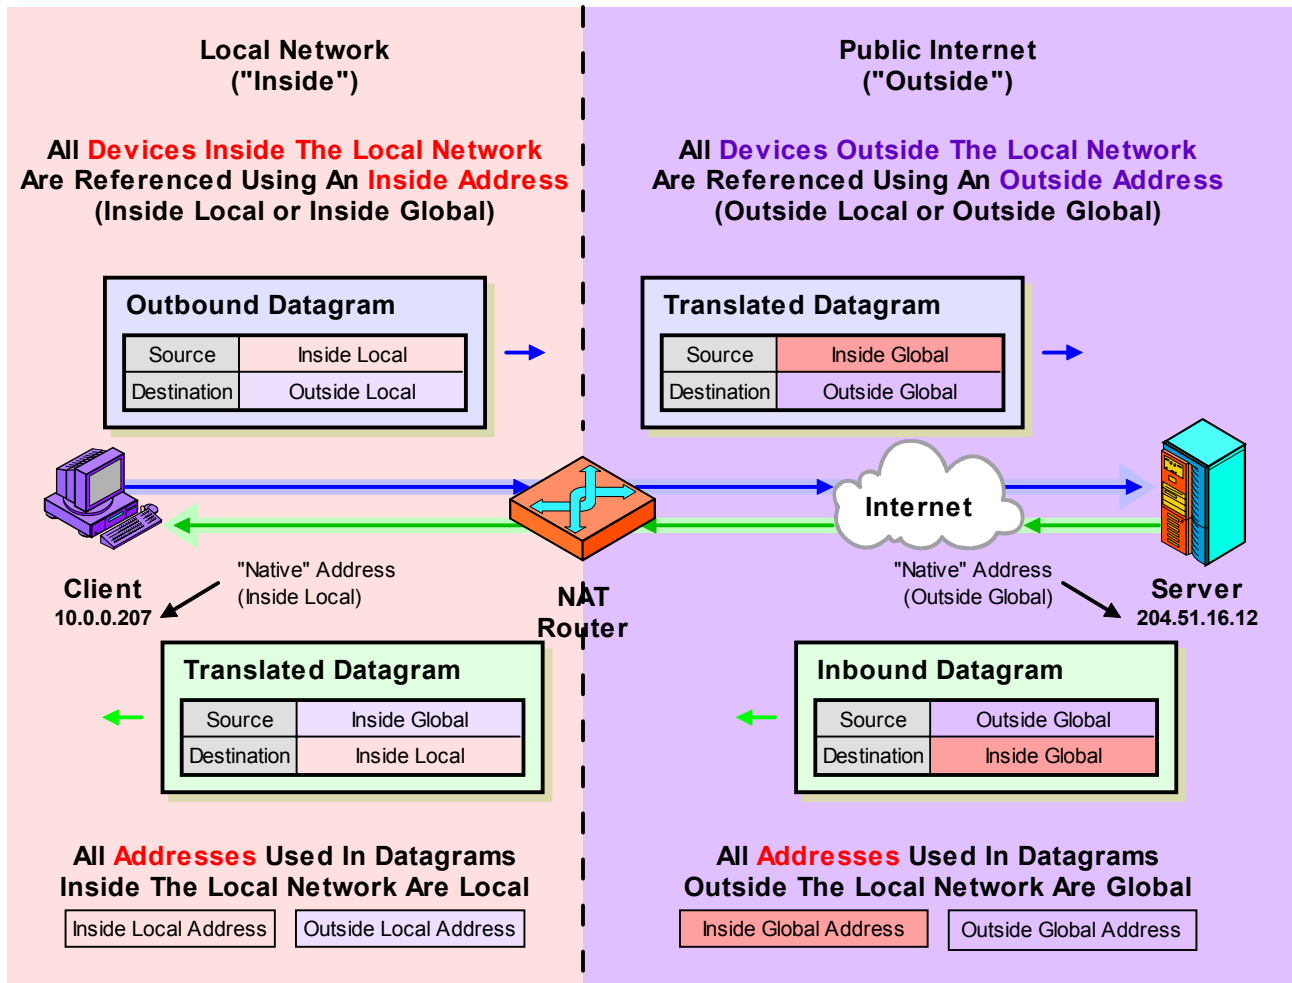 Local Network
("Inside")
All Devices Inside The Local Network
Are Referenced Using An Inside Address
(Inside Local or Inside Global)
Public Internet
("Outside")
All Devices Outside The Local Network
Are Referenced Using An Outside Address
(Outside Local or Outside Global)
Outbound Datagram
Source Inside Local
Destination Outside Local
Translated Datagram
Source Inside Global
Destination Outside Global
Internet
Client
10.0.0.207
"Native" Address
(Inside Local)
NAT
Router
"Native" Address
(Outside Global)
Server
204.51.16.12
Translated Datagram
Source Inside Global
Destination Inside Local
Inbound Datagram
Source Outside Global
Destination Inside Global
All Addresses Used In Datagrams
Inside The Local Network Are Local
Inside Local Address
Outside Local Address
All Addresses Used In Datagrams
Outside The Local Network Are Global
Inside Global Address
Outside Global Address